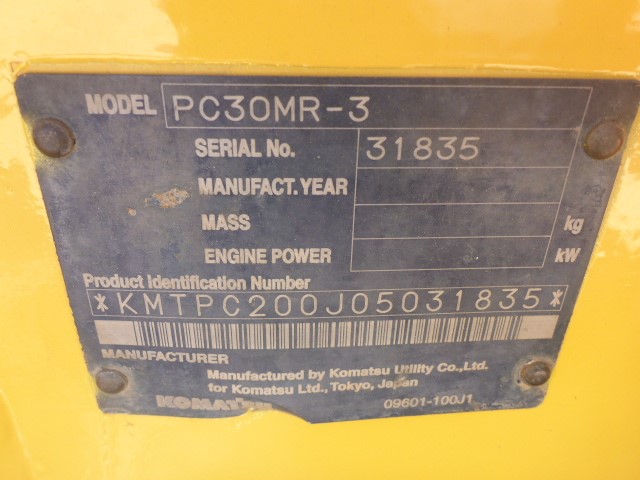 MODEL PC30MR-3
SERIAL No. 31835
MANUFACT. YEAR
MASS kg
ENGINE POWER kW
Product Identification Number
*KMTPC200J05031835*
MANUFACTURER
Manufactured by Komatsu Utility Co.,Ltd.
for Komatsu Ltd., Tokyo, Japan
KOMATSU 09601-100J1